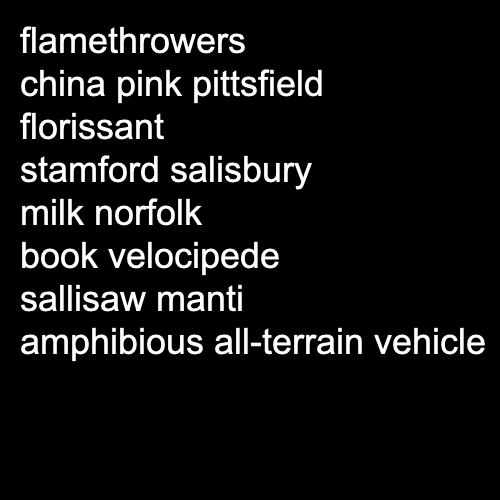 flamethrowers
china pink pittsfield
florissant
stamford salisbury
milk norfolk
book velocipede
sallisaw manti
amphibious all-terrain vehicle